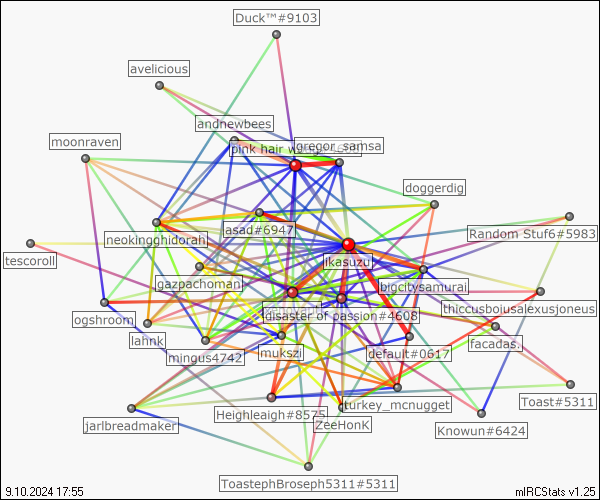 Duck™#9103
avelicious
andnewbees
moonraven
pink hair
gregor_samsa
doggerdig
asad#6947
Random Stuf6#5983
neokingghidorah
tescoroll
jikasuzu
gazpachoman
bigcitysamurai
thiccusboiusalexusjoneus
ogshroom
disaster of passion#4608
lahnk
facadas.
mingus4742
mukszi
default#0617
Toast#5311
turkey_mcnugget
Heighleigh#8575
jarlbreadmaker
ZeeHonK
Knowun#6424
ToastephBroseph5311#5311
9.10.2024 17:55
mIRCStats v1.25